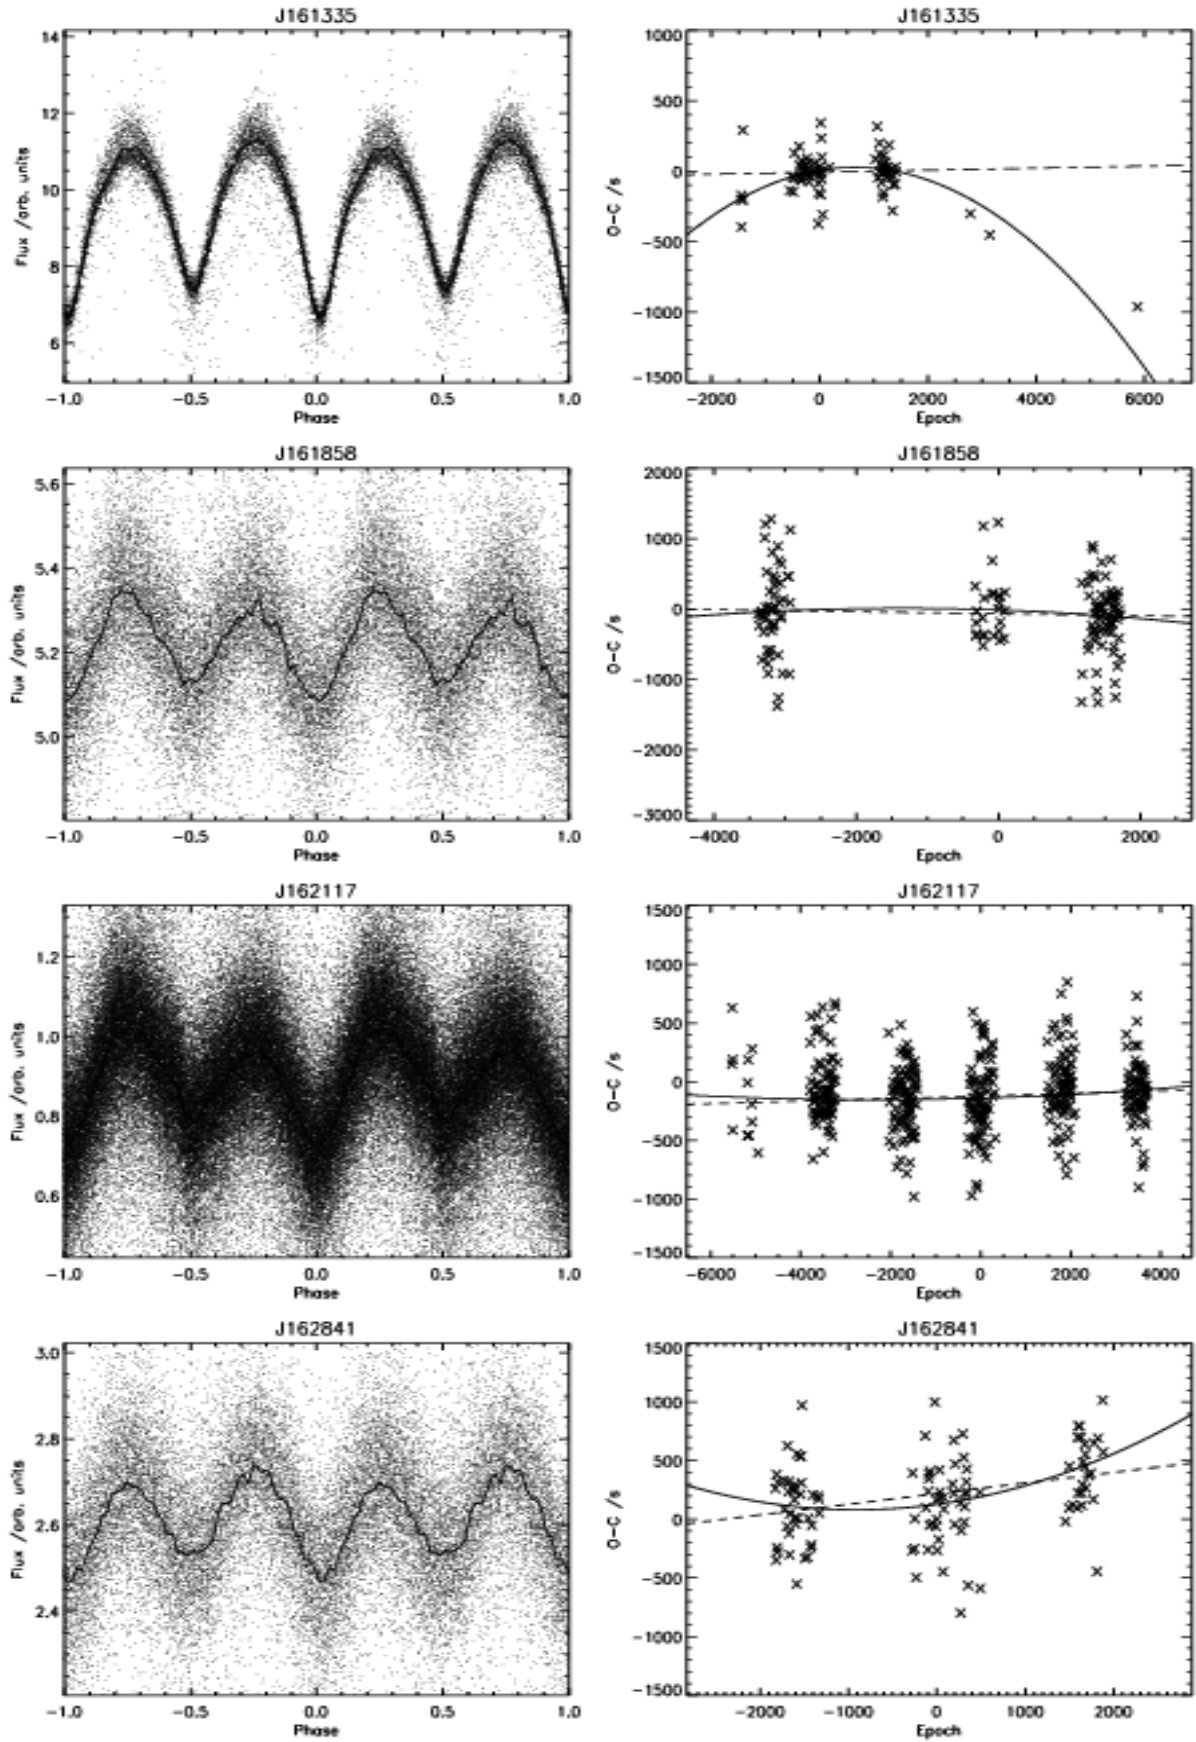 J161335
14
12
10
8
6
Flux /arb. units
-1.0 -0.5 0.0 0.5 1.0
Phase
J161335
1000
500
0
-500
-1000
-1500
O-C /s
-2000 0 2000 4000 6000
Epoch
J161858
5.6
5.4
5.2
5.0
Flux /arb. units
-1.0 -0.5 0.0 0.5 1.0
Phase
J161858
2000
1000
0
-1000
-2000
-3000
O-C /s
-4000 -2000 0 2000
Epoch
J162117
1.2
1.0
0.8
0.6
Flux /arb. units
-1.0 -0.5 0.0 0.5 1.0
Phase
J162117
1500
1000
500
0
-500
-1000
-1500
O-C /s
-6000 -4000 -2000 0 2000 4000
Epoch
J162841
3.0
2.8
2.6
2.4
Flux /arb. units
-1.0 -0.5 0.0 0.5 1.0
Phase
J162841
1500
1000
500
0
-500
-1000
-1500
O-C /s
-2000 -1000 0 1000 2000
Epoch